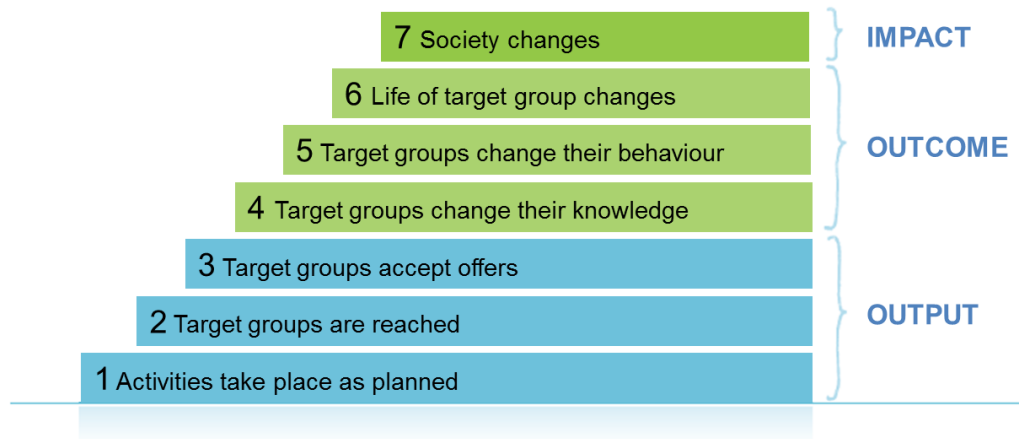 7 Society changes
IMPACT
6 Life of target group changes
5 Target groups change their behaviour
OUTCOME
4 Target groups change their knowledge
3 Target groups accept offers
2 Target groups are reached
OUTPUT
1 Activities take place as planned